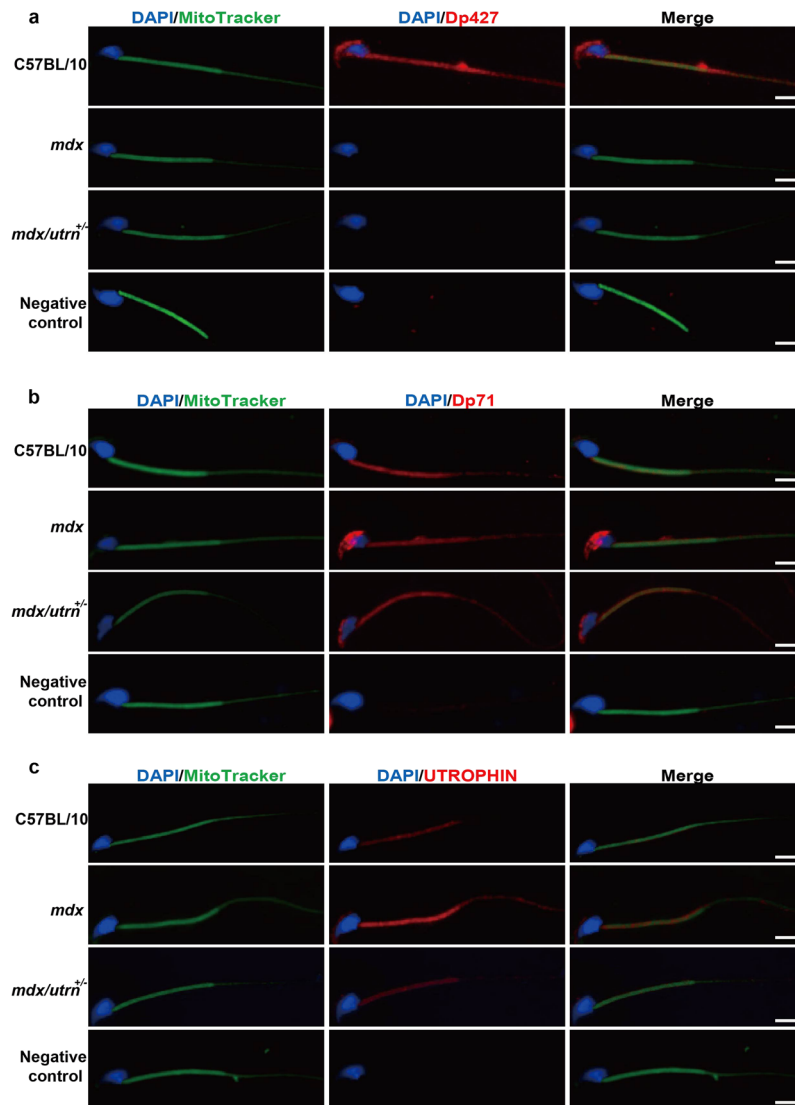 a
DAPI/MitoTracker DAPI/Dp427 Merge
C57BL/10
mdx
mdx/utrn+/-
Negative
control
b
DAPI/MitoTracker DAPI/Dp71 Merge
C57BL/10
mdx
mdx/utrn+/-
Negative
control
c
DAPI/MitoTracker DAPI/UTROPHIN Merge
C57BL/10
mdx
mdx/utrn+/-
Negative
control